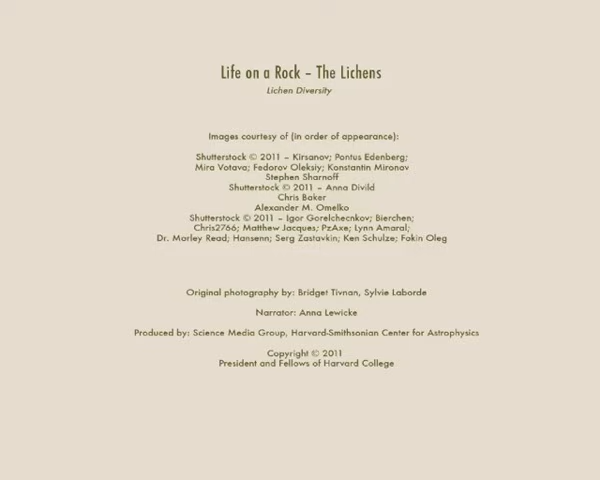 Life on a Rock – The Lichens
Lichen Diversity
Images courtesy of (in order of appearance):
Shutterstock © 2011 – Kirsanov; Pontus Edenberg;
Mira Votava; Fedorov Oleksiy; Konstantin Mironov
Stephen Sharnoff
Shutterstock © 2011 – Anna Divild
Chris Baker
Alexander M. Omelko
Shutterstock © 2011 – Igor Gorelchecnkov; Bierchen;
Chris2766; Matthew Jacques; PzAxe; Lynn Amaral;
Dr. Morley Read; Hansenn; Serg Zastavkin; Ken Schulze; Fokin Oleg
Original photography by: Bridget Tivnan, Sylvie Laborde
Narrator: Anna Lewicke
Produced by: Science Media Group, Harvard-Smithsonian Center for Astrophysics
Copyright © 2011
President and Fellows of Harvard College